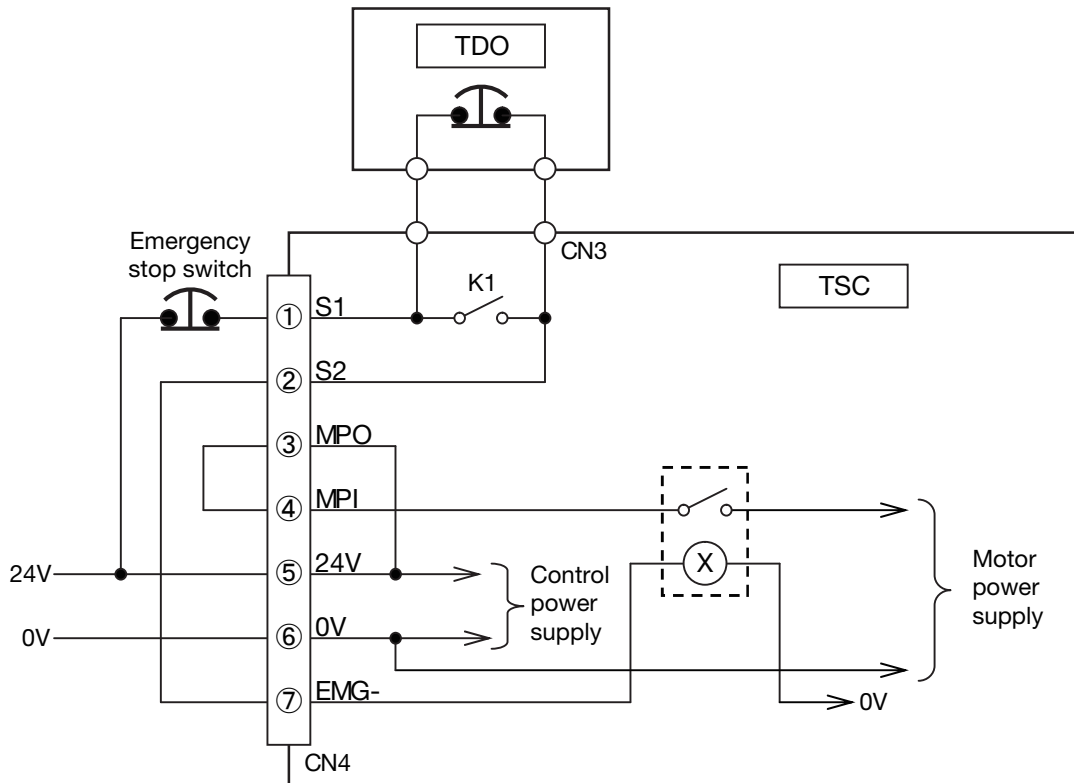 TDO
CN3
Emergency
stop switch
K1
TSC
① S1
② S2
③ MPO
④ MPI
24V
⑤ 24V
Control
power
supply
X
Motor
power
supply
0V
⑥ 0V
⑦ EMG-
0V
CN4